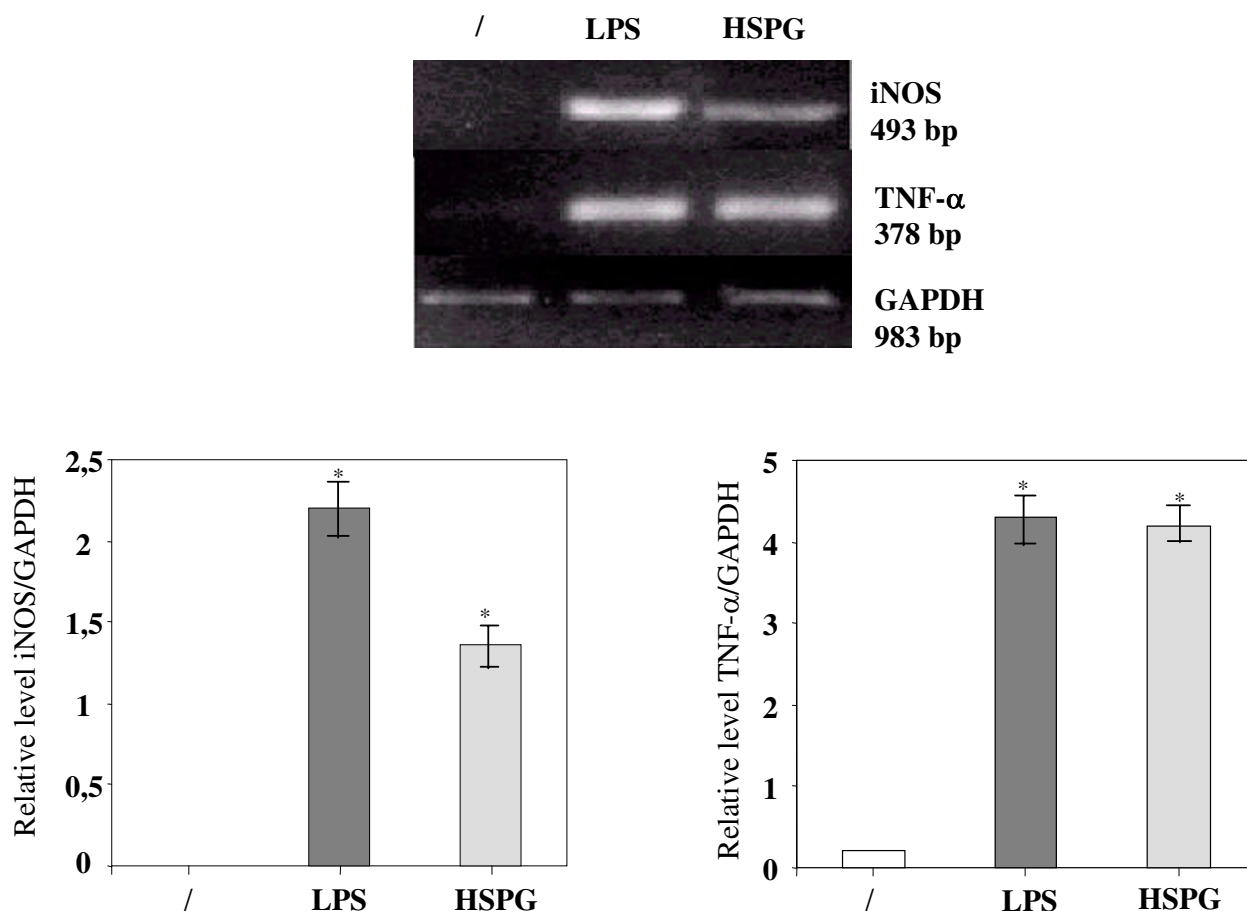 / LPS HSPG
iNOS
493 bp
TNF-α
378 bp
GAPDH
983 bp
Relative level iNOS/GAPDH
2,5
2
1,5
1
0,5
0
*
*
/ LPS HSPG
Relative level TNF-α/GAPDH
5
4
3
2
1
0
*
*
/ LPS HSPG